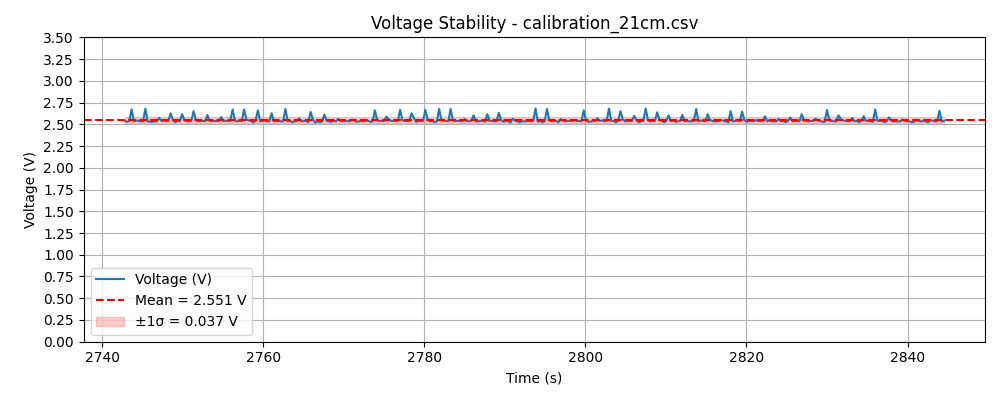 Voltage Stability - calibration_21cm.csv
Voltage (V)
3.50
3.25
3.00
2.75
2.50
2.25
2.00
1.75
1.50
1.25
1.00
0.75
0.50
0.25
0.00
Voltage (V)
Mean = 2.551 V
±1σ = 0.037 V
2740 2760 2780 2800 2820 2840
Time (s)